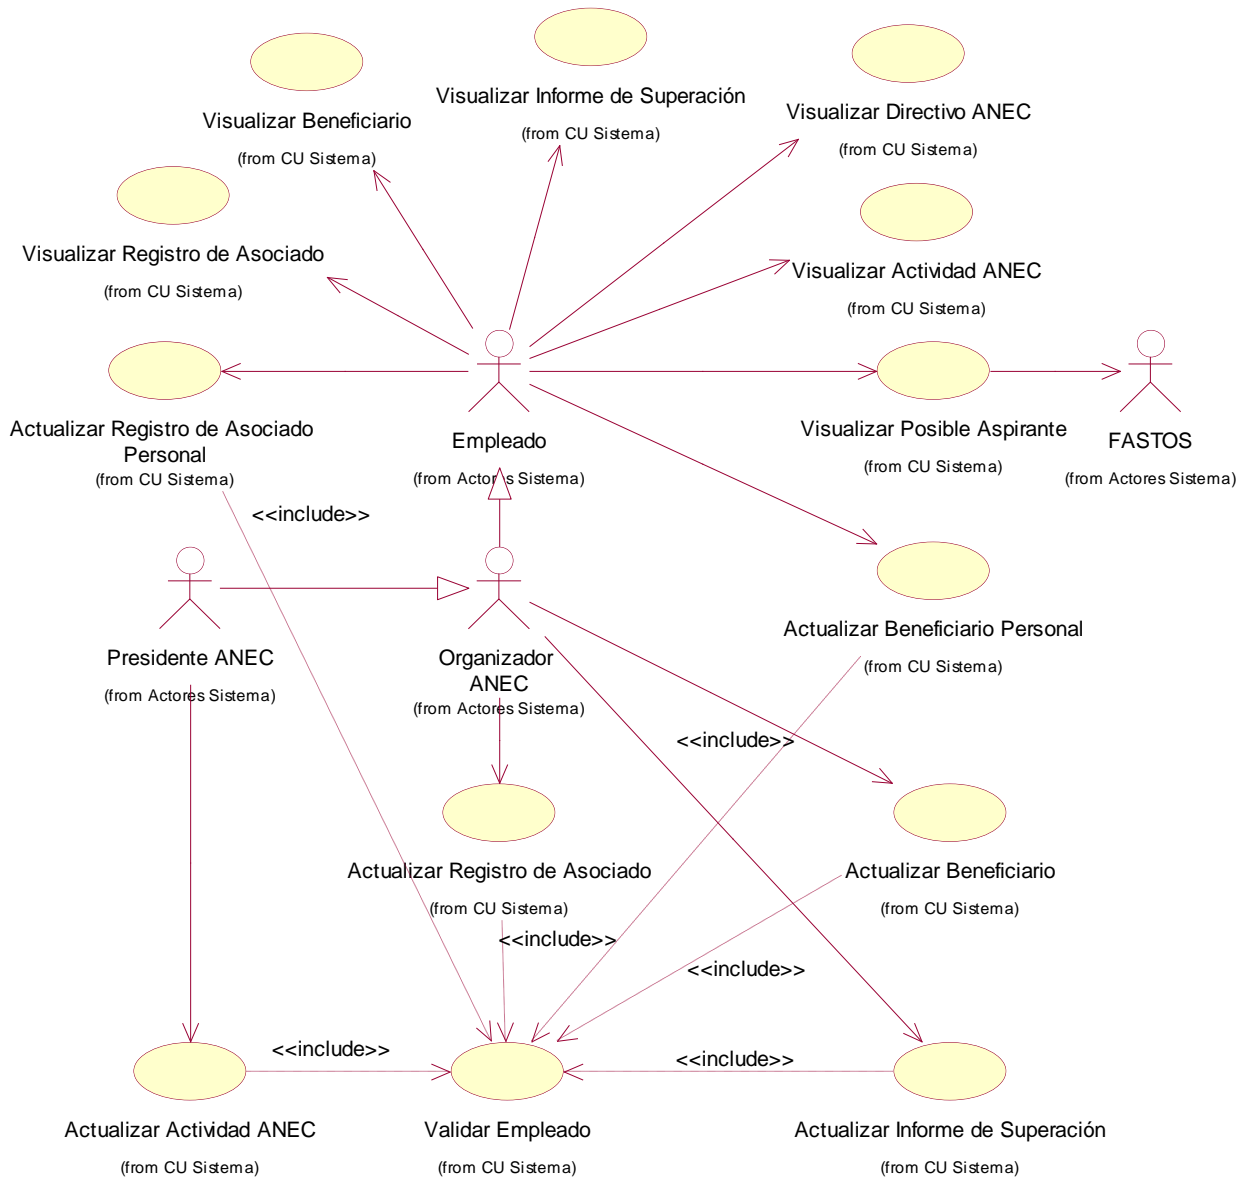 Visualizar Informe de Superación
(from CU Sistema)
Visualizar Beneficiario
(from CU Sistema)
Visualizar Directivo ANEC
(from CU Sistema)
Visualizar Registro de Asociado
(from CU Sistema)
Visualizar Actividad ANEC
(from CU Sistema)
Actualizar Registro de Asociado
Personal
(from CU Sistema)
Empleado
(from Actores Sistema)
Visualizar Posible Aspirante
(from CU Sistema)
FASTOS
(from Actores Sistema)
<<include>>
Presidente ANEC
(from Actores Sistema)
Organizador
ANEC
(from Actores Sistema)
Actualizar Beneficiario Personal
(from CU Sistema)
<<include>>
Actualizar Registro de Asociado
(from CU Sistema)
Actualizar Beneficiario
(from CU Sistema)
<<include>>
<<include>>
<<include>>
<<include>>
Actualizar Actividad ANEC
(from CU Sistema)
Validar Empleado
(from CU Sistema)
Actualizar Informe de Superación
(from CU Sistema)